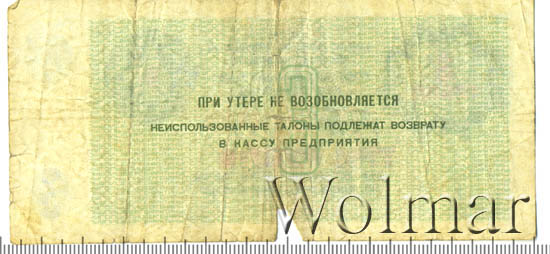 ПРИ УТЕРЕ НЕ ВОЗОБНОВЛЯЕТСЯ
НЕИСПОЛЬЗОВАННЫЕ ТАЛОНЫ ПОДЛЕЖАТ ВОЗВРАТУ
В КАССУ ПРЕДПРИЯТИЯ
Wolmar